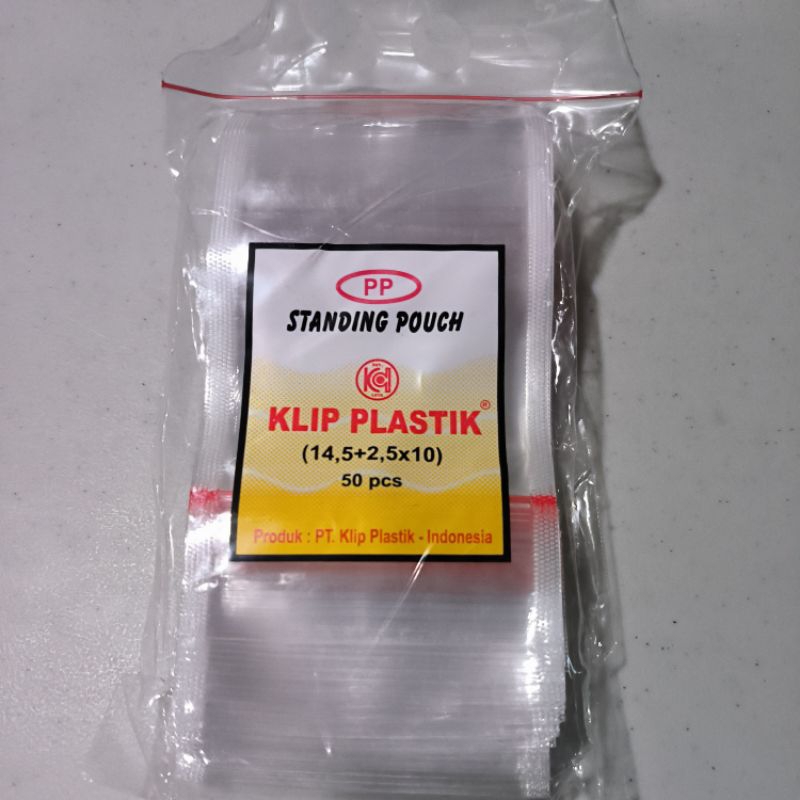 PP
STANDING POUCH
KLIP PLASTIK®
(14,5+2,5x10)
50 pcs
Produk : PT. Klip Plastik - Indonesia